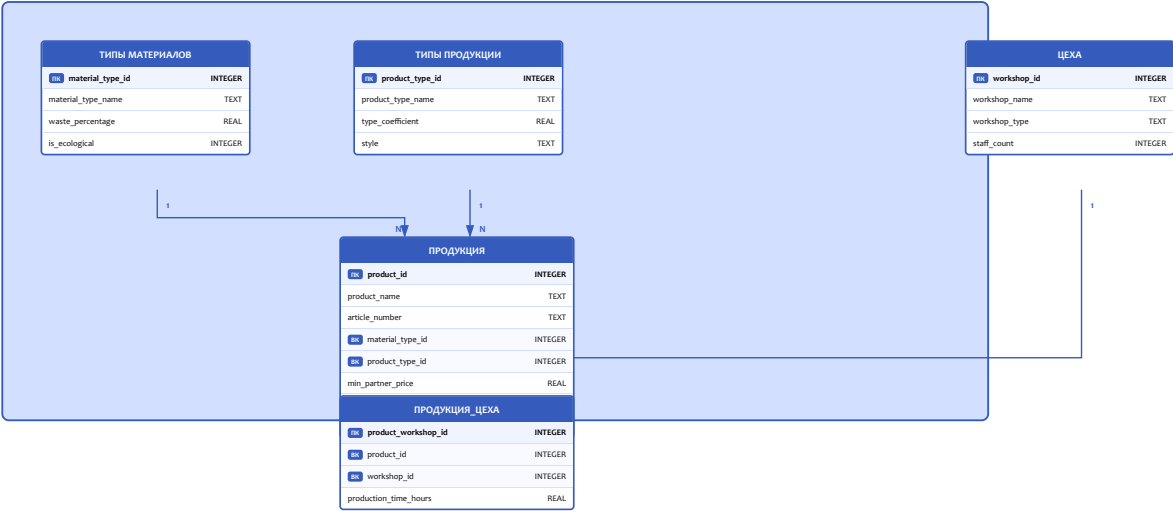 ТИПЫ МАТЕРИАЛОВ
ПК material_type_id INTEGER
material_type_name TEXT
waste_percentage REAL
is_ecological INTEGER
ТИПЫ ПРОДУКЦИИ
ПК product_type_id INTEGER
product_type_name TEXT
type_coefficient REAL
style TEXT
ЦЕХА
ПК workshop_id INTEGER
workshop_name TEXT
workshop_type TEXT
staff_count INTEGER
1
1
1
N
N
ПРОДУКЦИЯ
ПК product_id INTEGER
product_name TEXT
article_number TEXT
ВК material_type_id INTEGER
ВК product_type_id INTEGER
min_partner_price REAL
ПРОДУКЦИЯ_ЦЕХА
ПК product_workshop_id INTEGER
ВК product_id INTEGER
ВК workshop_id INTEGER
production_time_hours REAL